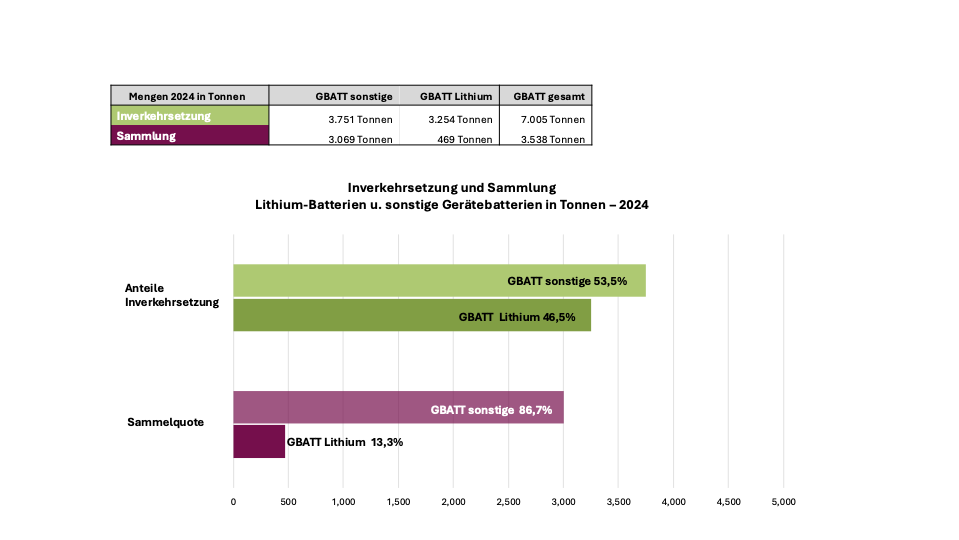 Mengen 2024 in Tonnen GBATT sonstige GBATT Lithium GBATT gesamt
Inverkehrsetzung 3.751 Tonnen 3.254 Tonnen 7.005 Tonnen
Sammlung 3.069 Tonnen 469 Tonnen 3.538 Tonnen
Inverkehrsetzung und Sammlung
Lithium-Batterien u. sonstige Gerätebatterien in Tonnen – 2024
Anteile
Inverkehrsetzung
GBATT sonstige 53,5%
GBATT Lithium 46,5%
Sammelquote
GBATT sonstige 86,7%
GBATT Lithium 13,3%
0 500 1,000 1,500 2,000 2,500 3,000 3,500 4,000 4,500 5,000